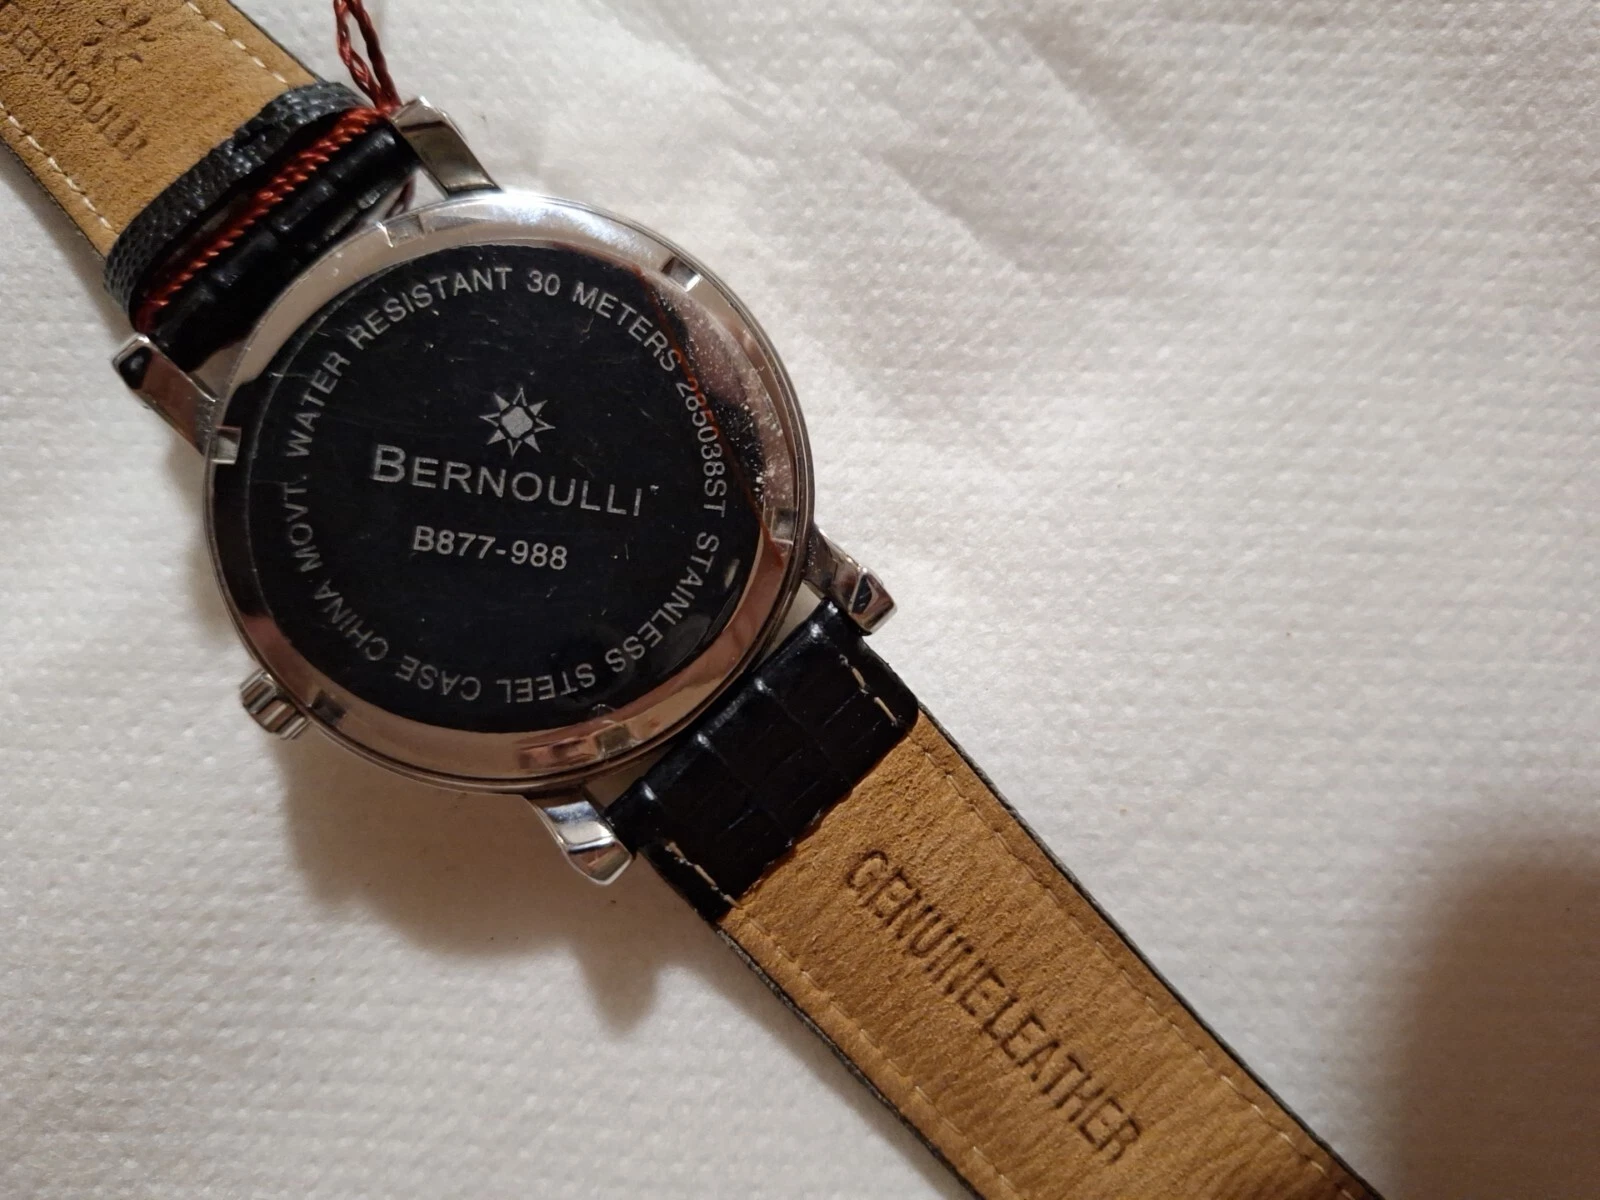 BERNOULLI
WATER RESISTANT 30 METERS 285038ST STAINLESS STEEL CASE CHINA MOVT.
BERNOULLI
B877-988
GENUINE LEATHER